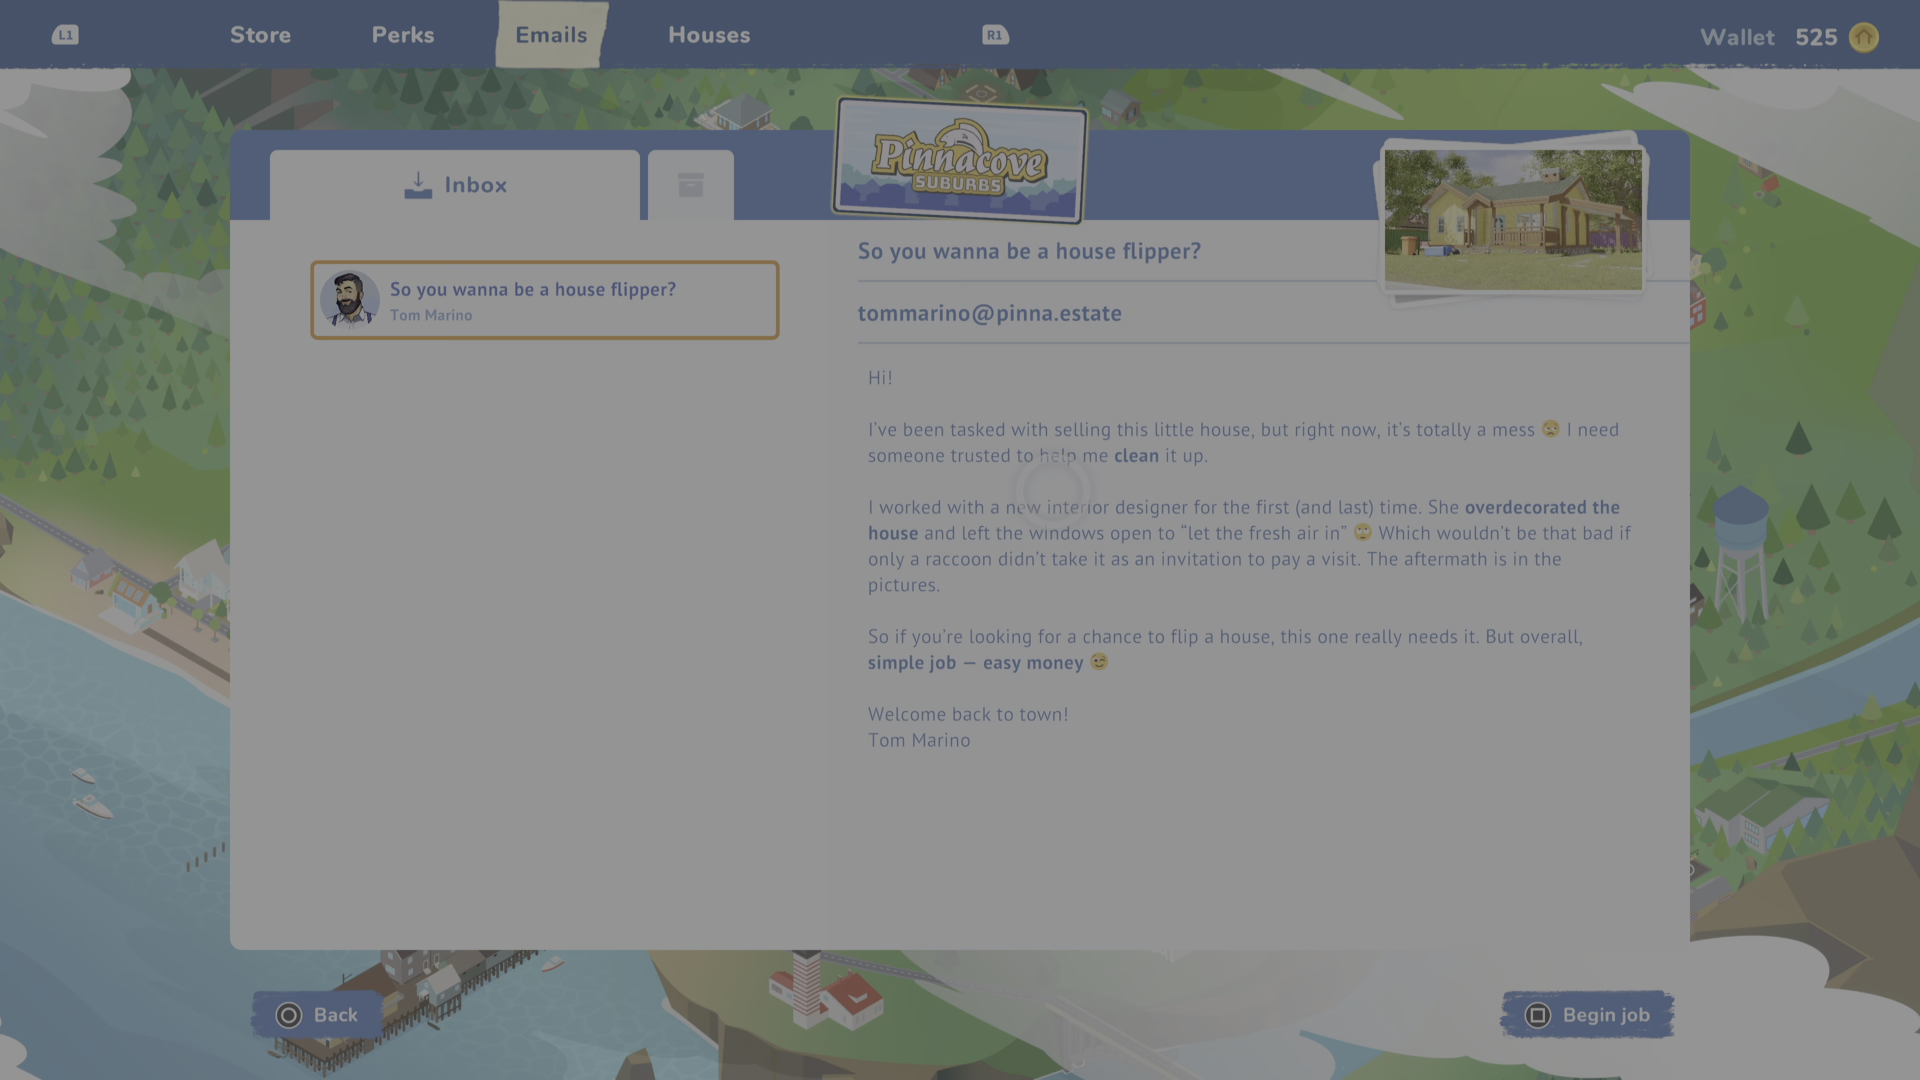 L1
Store
Perks
Emails
Houses
R1
Wallet 525
Inbox
Pinnacove
SUBURBS
So you wanna be a house flipper?
Tom Marino
So you wanna be a house flipper?
tommarino@pinna.estate
Hi!
I've been tasked with selling this little house, but right now, it's totally a mess 😥 I need
someone trusted to help me clean it up.
I worked with a new interior designer for the first (and last) time. She overdecorated the
house and left the windows open to “let the fresh air in” 🙄 Which wouldn't be that bad if
only a raccoon didn't take it as an invitation to pay a visit. The aftermath is in the
pictures.
So if you're looking for a chance to flip a house, this one really needs it. But overall,
simple job — easy money 😉
Welcome back to town!
Tom Marino
Back
Begin job